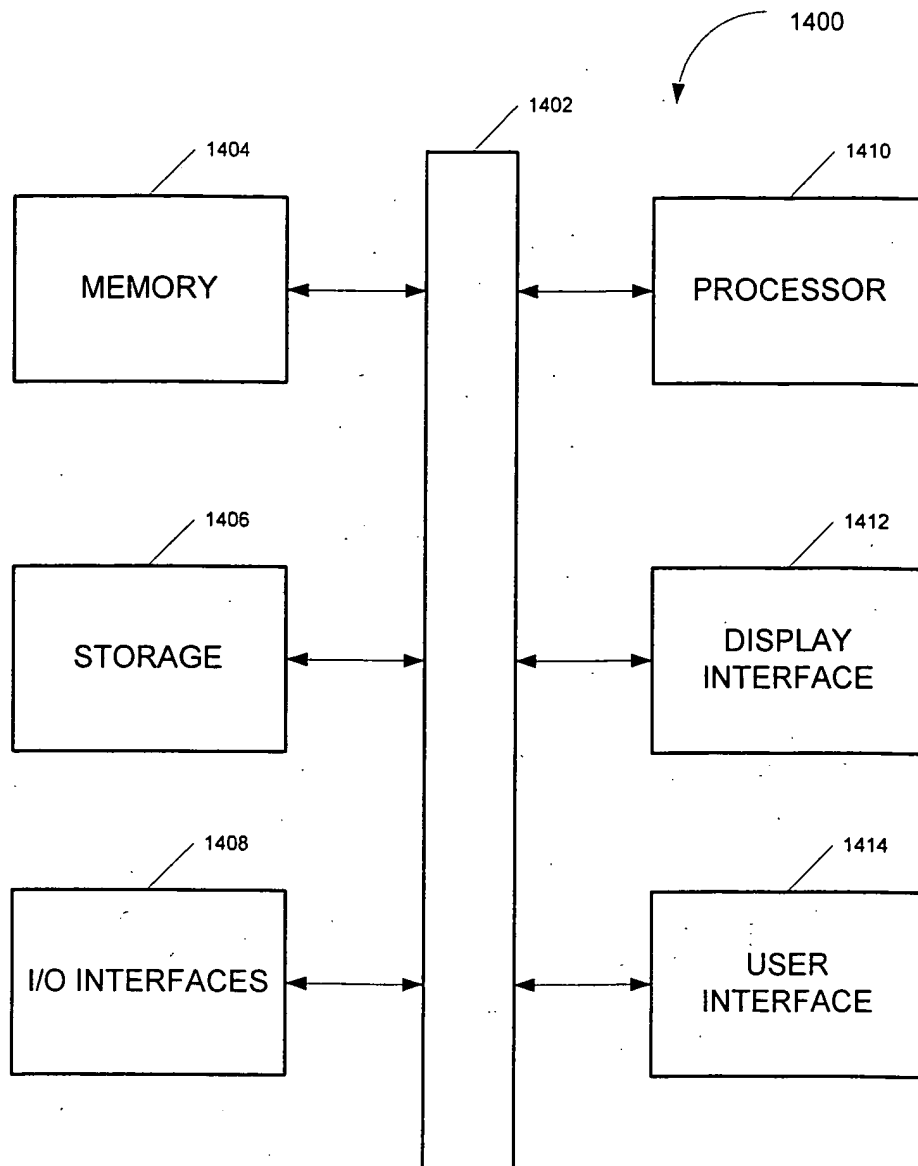 1400
1402
1404
1410
MEMORY
PROCESSOR
1406
1412
STORAGE
DISPLAY
INTERFACE
1408
1414
I/O INTERFACES
USER
INTERFACE